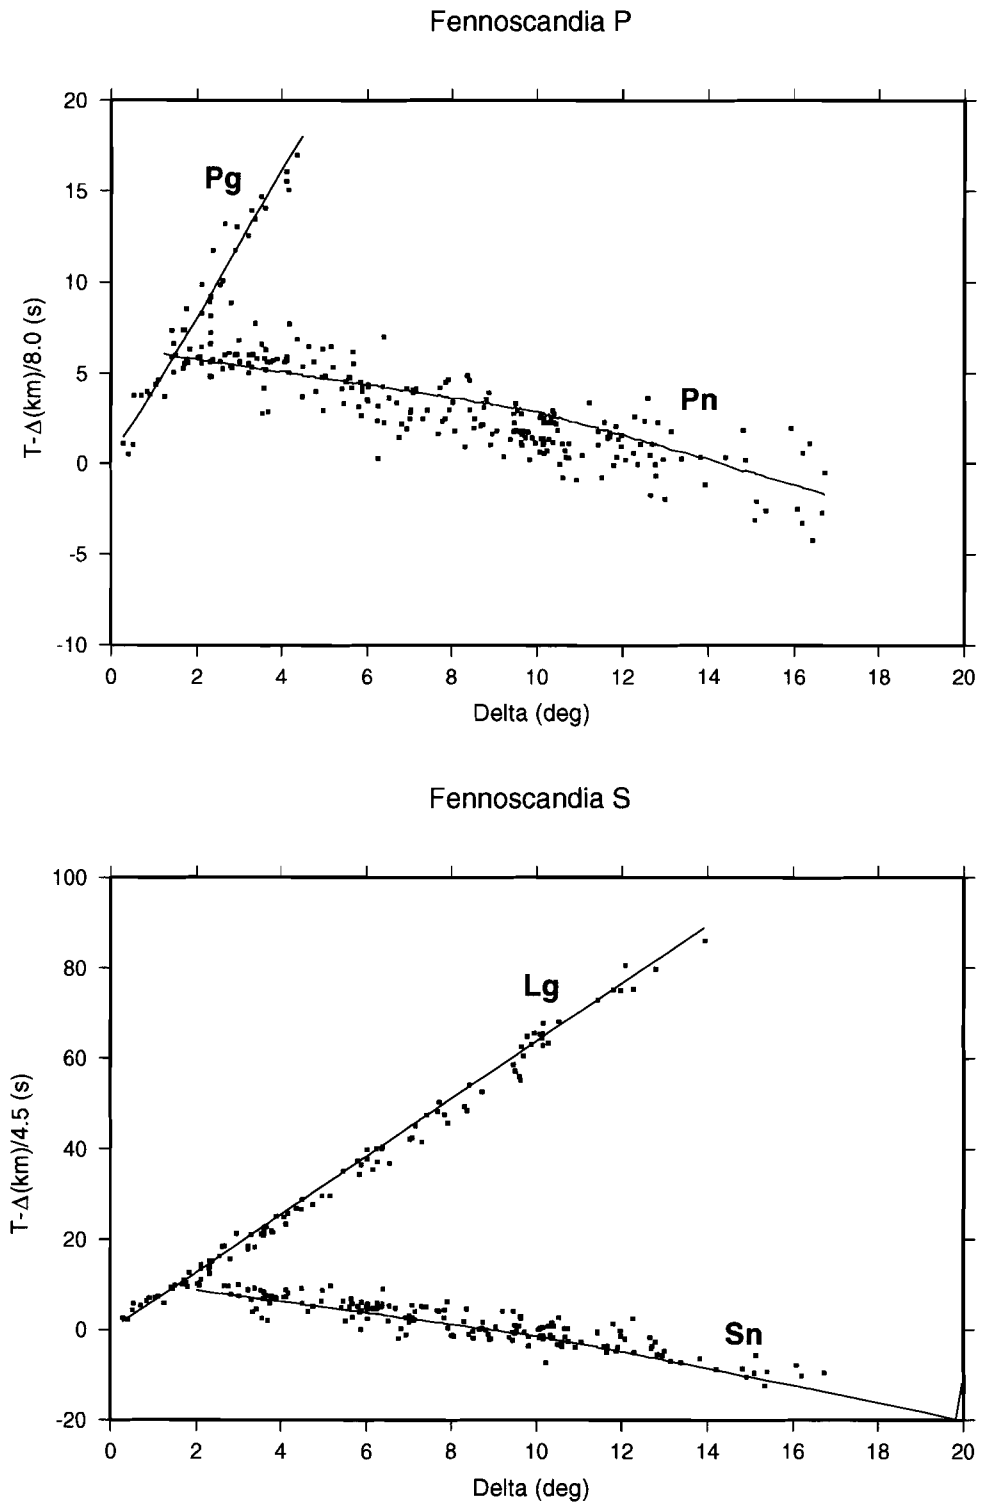 Fennoscandia P
20
15
10
5
0
-5
-10
T-Δ(km)/8.0 (s)
Pg
Pn
0 2 4 6 8 10 12 14 16 18 20
Delta (deg)
Fennoscandia S
100
80
60
40
20
0
-20
T-Δ(km)/4.5 (s)
Lg
Sn
0 2 4 6 8 10 12 14 16 18 20
Delta (deg)